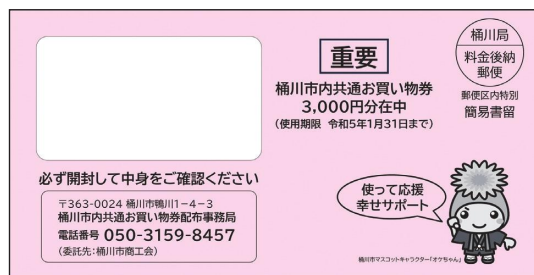 重要
桶川市内共通お買い物券
3,000円分在中
(使用期限 令和5年1月31日まで)
桶川局
料金後納
郵便
郵便区内特別
簡易書留
必ず開封して中身をご確認ください
〒363-0024 桶川市鴨川1-4-3
桶川市内共通お買い物券配布事務局
電話番号 050-3159-8457
(委託先:桶川市商工会)
使って応援
幸せサポート
桶川市マスコットキャラクター「オケちゃん」